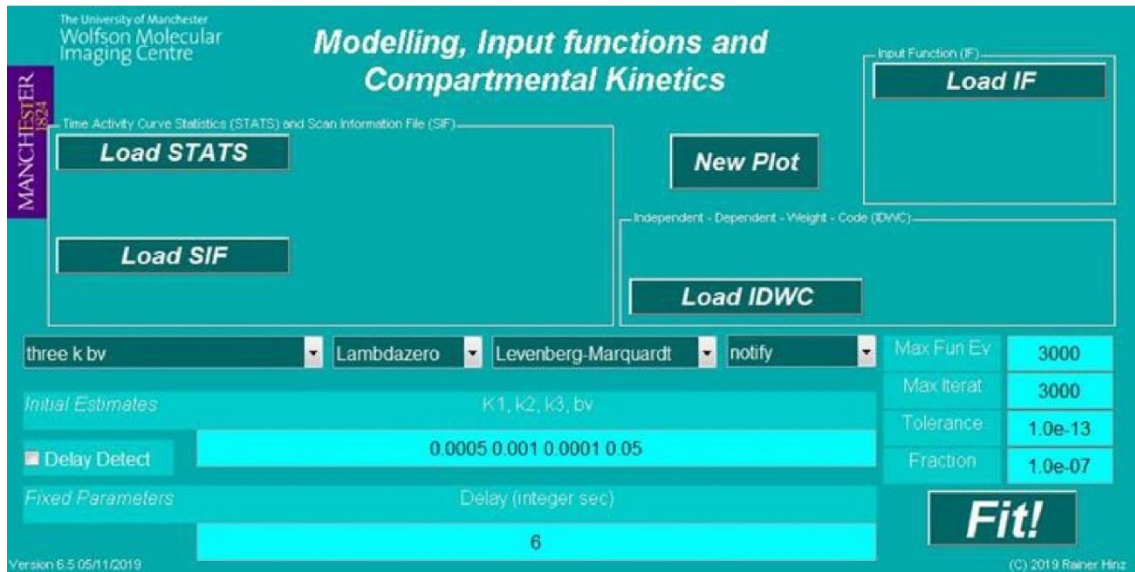 The University of Manchester
Wolfson Molecular
Imaging Centre
MANCHESTER
1824
Modelling, Input functions and
Compartmental Kinetics
Input Function (IF)
Load IF
Time Activity Curve Statistics (STATS) and Scan Information File (SIF)
Load STATS
New Plot
Independent - Dependent - Weight - Code (IDWC)
Load SIF
Load IDWC
three k bv
Lambdazero
Levenberg-Marquardt
notify
Max Fun Ev
3000
Max Iterat
3000
Initial Estimates
K1, k2, k3, bv
Tolerance
1.0e-13
Delay Detect
0.0005 0.001 0.0001 0.05
Fraction
1.0e-07
Fixed Parameters
Delay (integer sec)
6
Fit!
Version 6.5 05/11/2019
(C) 2019 Rainer Hinz